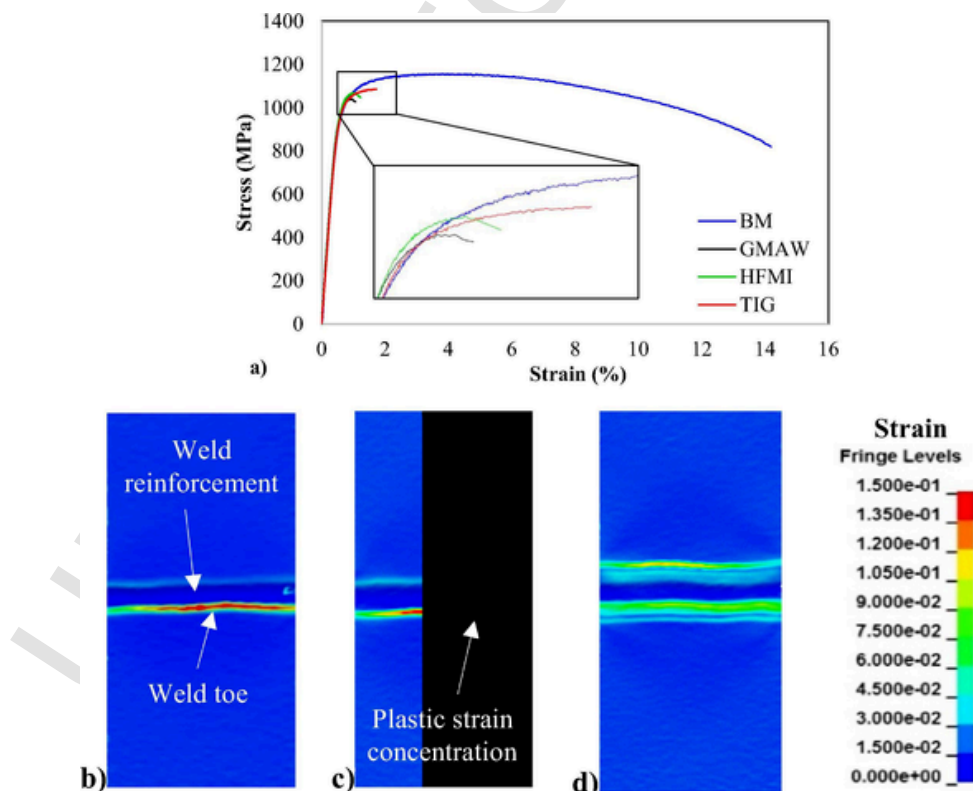 1400
1200
1000
800
600
400
200
0
Stress (MPa)
BM
GMAW
HFMI
TIG
0 2 4 6 8 10 12 14 16
a)
Strain (%)
Weld
reinforcement
Weld toe
b)
Plastic strain
concentration
c)
d)
Strain
Fringe Levels
1.500e-01
1.350e-01
1.200e-01
1.050e-01
9.000e-02
7.500e-02
6.000e-02
4.500e-02
3.000e-02
1.500e-02
0.000e+00